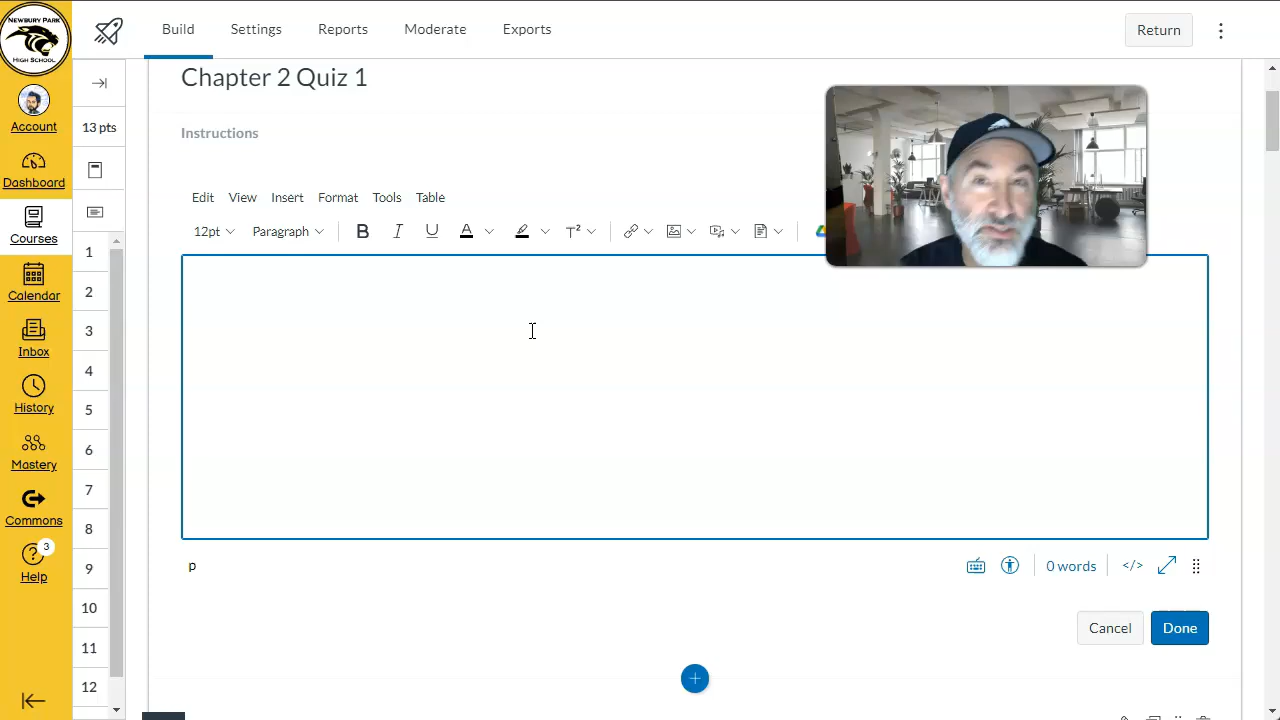 NEWBURY PARK
HIGH SCHOOL
Build
Settings
Reports
Moderate
Exports
Return
Account
Dashboard
Courses
Calendar
Inbox
History
Mastery
Commons
3
Help
13 pts
1
2
3
4
5
6
7
8
9
10
11
12
Chapter 2 Quiz 1
Instructions
Edit View Insert Format Tools Table
12pt Paragraph B I U A T²
p
0 words </>
Cancel Done